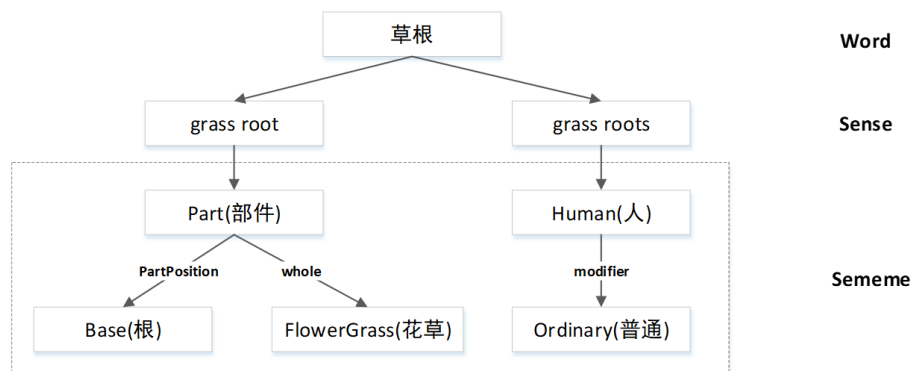 草根
Word
grass root
grass roots
Sense
Part(部件)
Human(人)
PartPosition
whole
modifier
Sememe
Base(根)
FlowerGrass(花草)
Ordinary(普通)